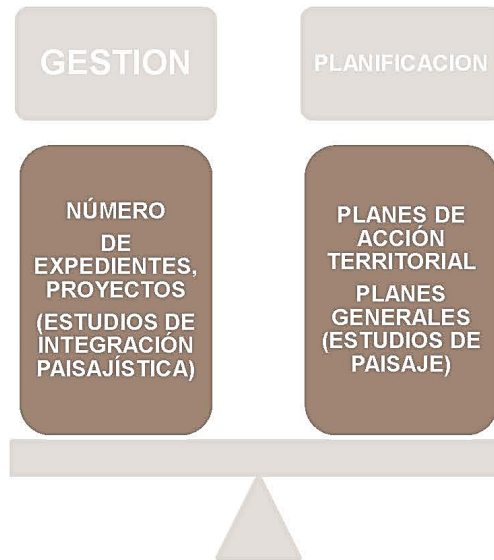 GESTION
PLANIFICACION
NÚMERO
DE
EXPEDIENTES,
PROYECTOS
(ESTUDIOS DE
INTEGRACIÓN
PAISAJÍSTICA)
PLANES DE
ACCIÓN
TERRITORIAL
PLANES
GENERALES
(ESTUDIOS DE
PAISAJE)